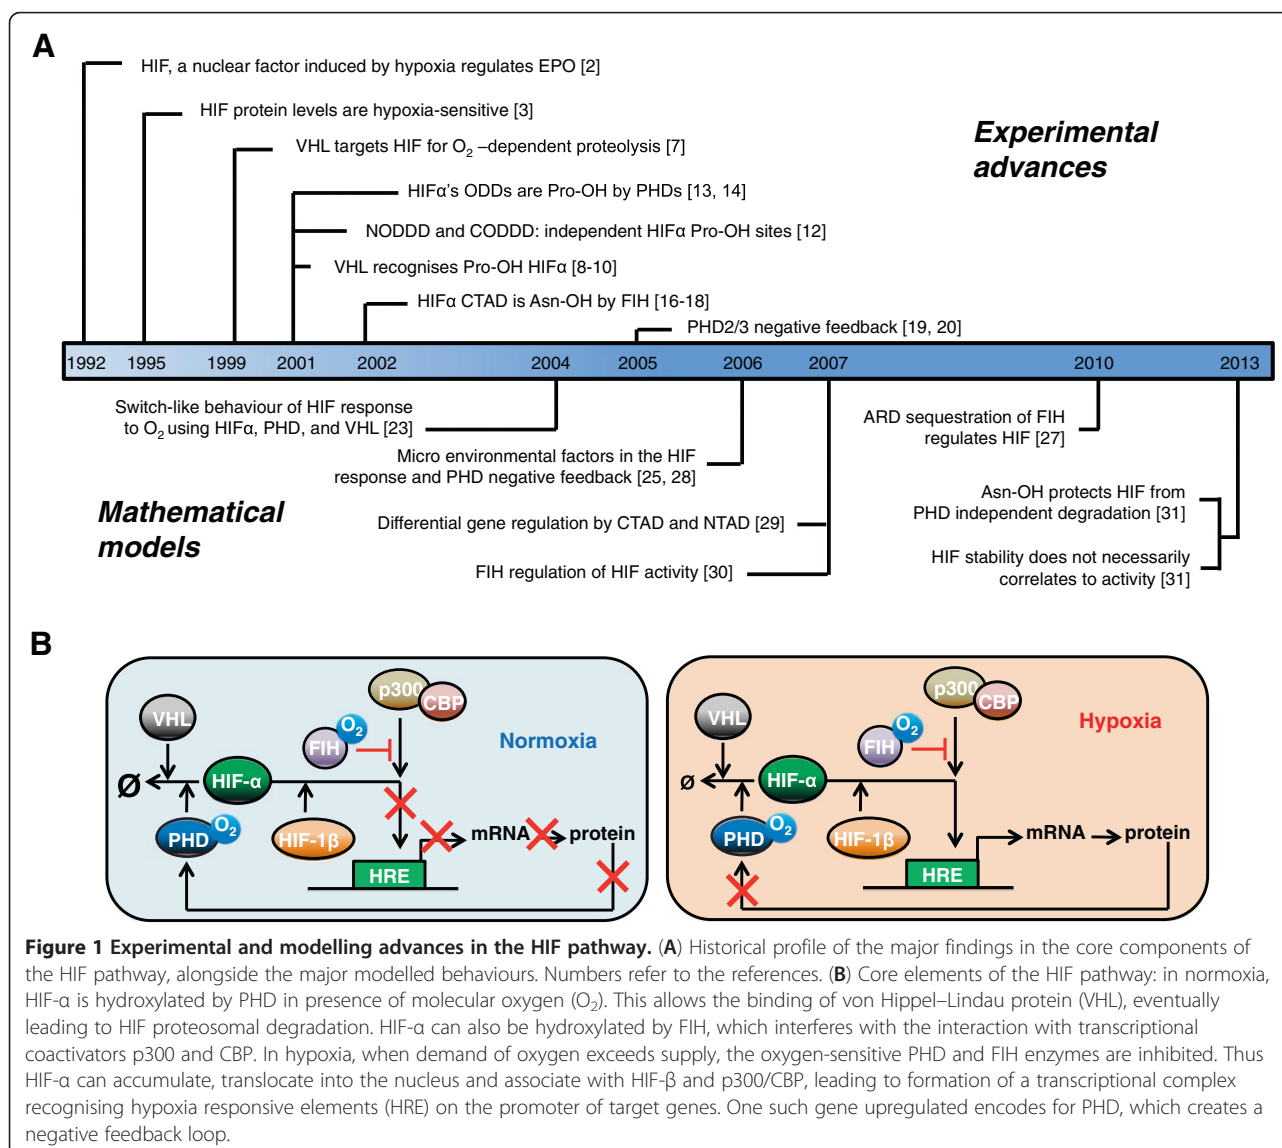 A
HIF, a nuclear factor induced by hypoxia regulates EPO [2]
HIF protein levels are hypoxia-sensitive [3]
VHL targets HIF for O2 –dependent proteolysis [7]
HIFα's ODDs are Pro-OH by PHDs [13, 14]
NODDD and CODDD: independent HIFα Pro-OH sites [12]
VHL recognises Pro-OH HIFα [8-10]
HIFα CTAD is Asn-OH by FIH [16-18]
PHD2/3 negative feedback [19, 20]
Experimental
advances
1992 1995 1999 2001 2002 2004 2005 2006 2007 2010 2013
Switch-like behaviour of HIF response
to O2 using HIFα, PHD, and VHL [23]
Micro environmental factors in the HIF
response and PHD negative feedback [25, 28]
Differential gene regulation by CTAD and NTAD [29]
FIH regulation of HIF activity [30]
ARD sequestration of FIH
regulates HIF [27]
Asn-OH protects HIF from
PHD independent degradation [31]
HIF stability does not necessarily
correlates to activity [31]
Mathematical
models
B
p300
CBP
VHL
O2
FIH
Normoxia
Ø
HIF-α
PHD
O2
HIF-1β
mRNA
protein
HRE
p300
CBP
VHL
O2
FIH
Hypoxia
ø
HIF-α
PHD
O2
HIF-1β
mRNA
protein
HRE
Figure 1 Experimental and modelling advances in the HIF pathway. (A) Historical profile of the major findings in the core components of
the HIF pathway, alongside the major modelled behaviours. Numbers refer to the references. (B) Core elements of the HIF pathway: in normoxia,
HIF-α is hydroxylated by PHD in presence of molecular oxygen (O2). This allows the binding of von Hippel–Lindau protein (VHL), eventually
leading to HIF proteosomal degradation. HIF-α can also be hydroxylated by FIH, which interferes with the interaction with transcriptional
coactivators p300 and CBP. In hypoxia, when demand of oxygen exceeds supply, the oxygen-sensitive PHD and FIH enzymes are inhibited. Thus
HIF-α can accumulate, translocate into the nucleus and associate with HIF-β and p300/CBP, leading to formation of a transcriptional complex
recognising hypoxia responsive elements (HRE) on the promoter of target genes. One such gene upregulated encodes for PHD, which creates a
negative feedback loop.